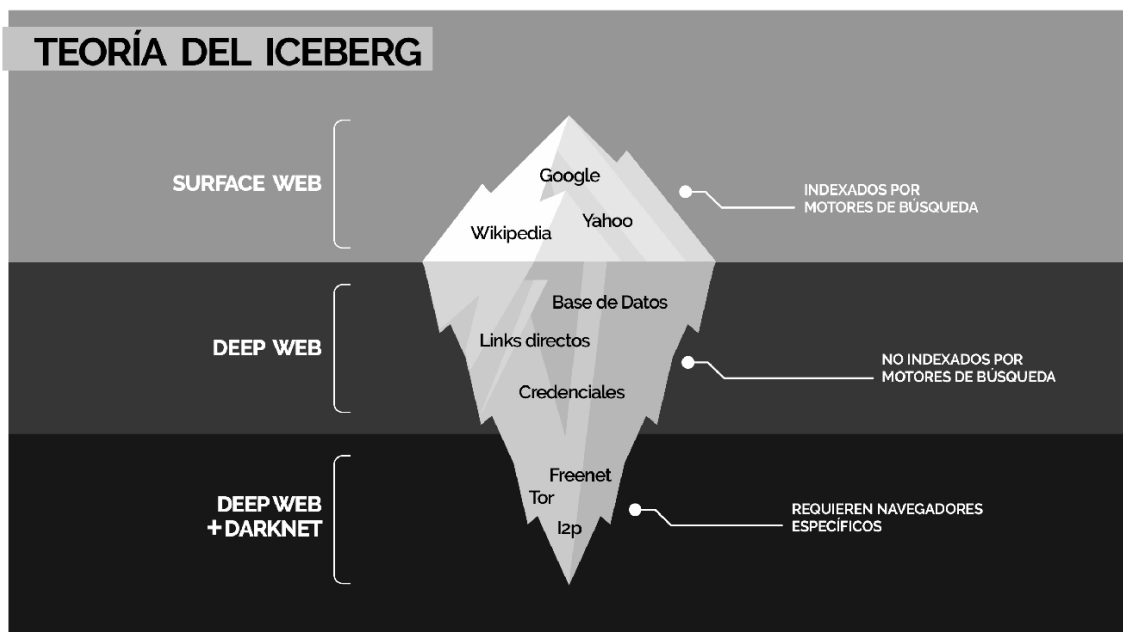 TEORÍA DEL ICEBERG
SURFACE WEB
Google
Wikipedia
Yahoo
INDEXADOS POR
MOTORES DE BÚSQUEDA
DEEP WEB
Base de Datos
Links directos
Credenciales
NO INDEXADOS POR
MOTORES DE BÚSQUEDA
DEEP WEB
+ DARKNET
Freenet
Tor
I2p
REQUIEREN NAVEGADORES
ESPECÍFICOS